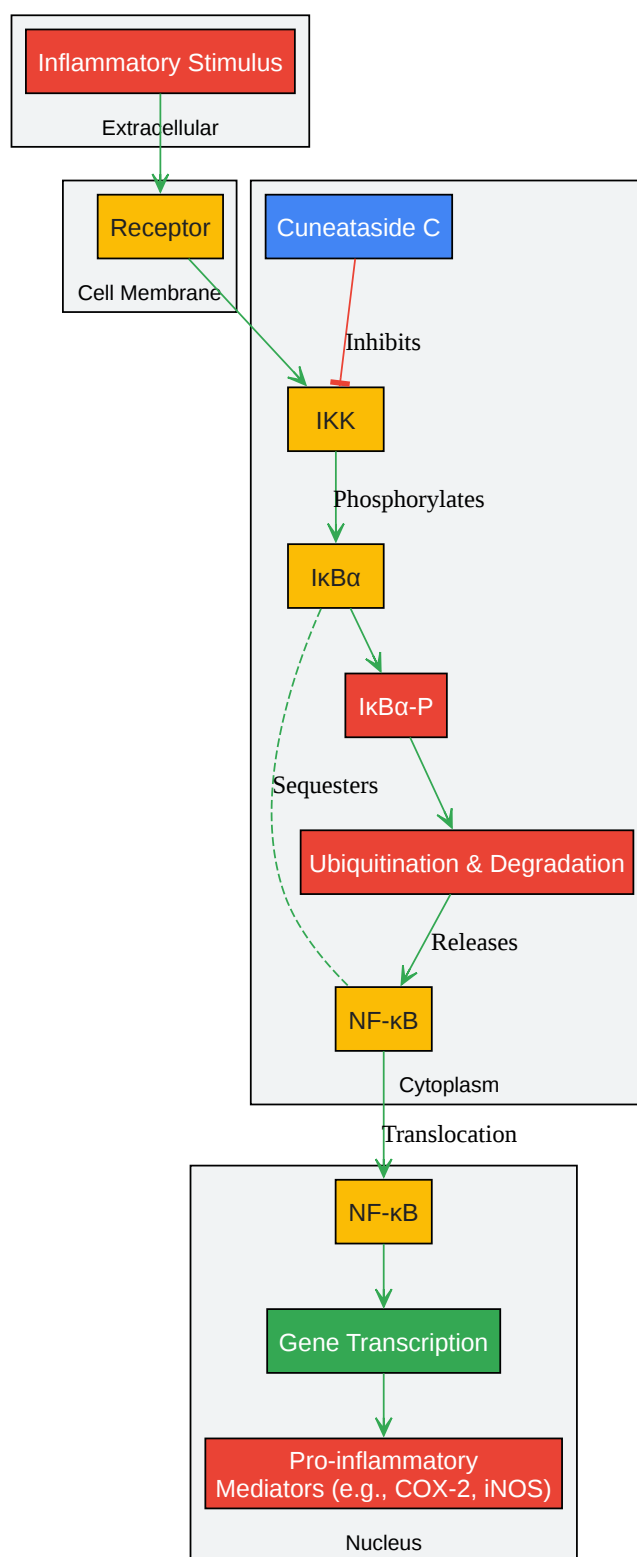 Inflammatory Stimulus
Extracellular
Receptor
Cell Membrane
Cuneataside C
Inhibits
IKK
Phosphorylates
IκBα
IκBα-P
Sequesters
Ubiquitination & Degradation
Releases
NF-κB
Cytoplasm
Translocation
NF-κB
Gene Transcription
Pro-inflammatory
Mediators (e.g., COX-2, iNOS)
Nucleus